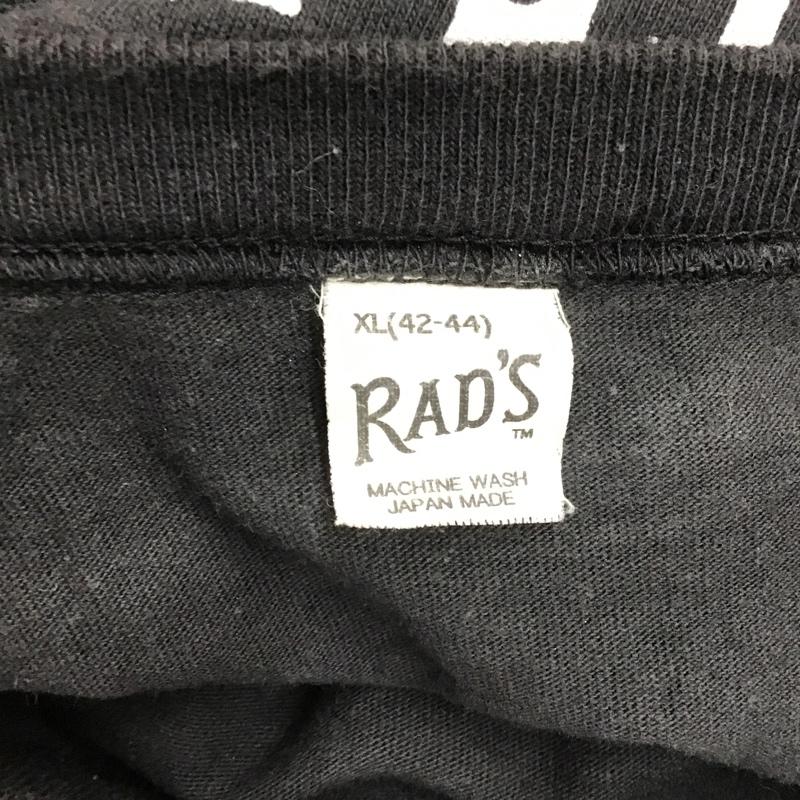 XL(42-44)
RAD'S
TM
MACHINE WASH
JAPAN MADE